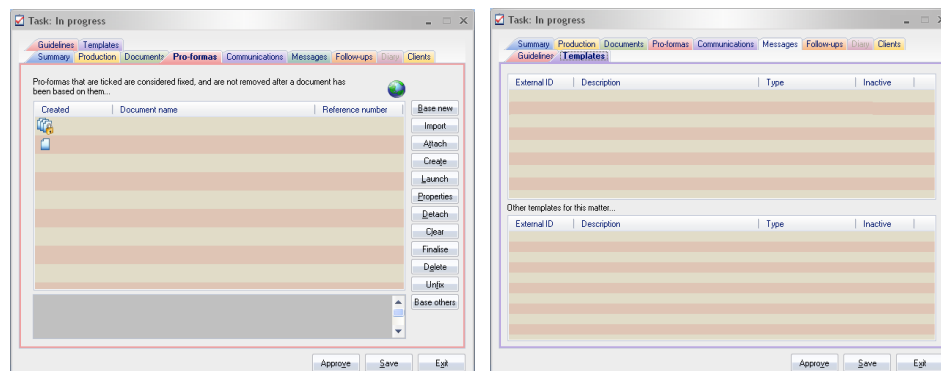 Task: In progress
Guidelines Templates
Summary Production Documents Pro-formas Communications Messages Follow-ups Diary Clients
Pro-formas that are ticked are considered fixed, and are not removed after a document has
been based on them...
Created Document name Reference number
Base new
Import
Attach
Create
Launch
Properties
Detach
Clear
Finalise
Delete
Unfix
Base others
Approve Save Exit
Task: In progress
Summary Production Documents Pro-formas Communications Messages Follow-ups Diary Clients
Guidelines Templates
External ID Description Type Inactive
Other templates for this matter...
External ID Description Type Inactive
Approve Save Exit